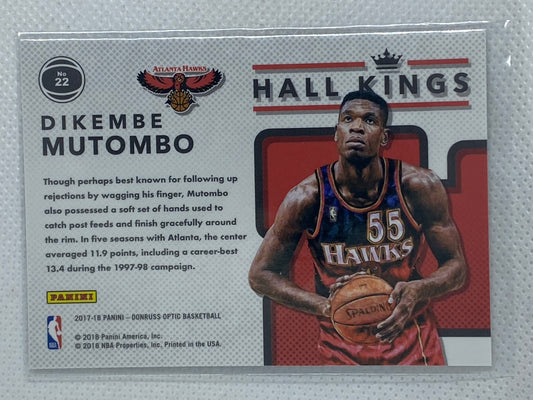 No
22
ATLANTA HAWKS
HALL KINGS
DIKEMBE
MUTOMBO
Though perhaps best known for following up
rejections by wagging his finger, Mutombo
also possessed a soft set of hands used to
catch post feeds and finish gracefully around
the rim. In five seasons with Atlanta, the center
averaged 11.9 points, including a career-best
13.4 during the 1997-98 campaign.
55
HAWKS
SPALDING
PANINI
2017-18 PANINI – DONRUSS OPTIC BASKETBALL
© 2018 Panini America, Inc.
© 2018 NBA Properties, Inc. Printed in the USA.
NBA